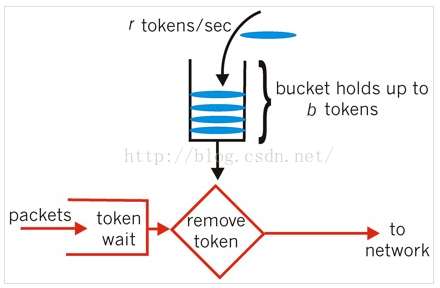 r tokens/sec
bucket holds up to
b tokens
http://blog.csdn.net/
packets
token
wait
remove
token
to
network